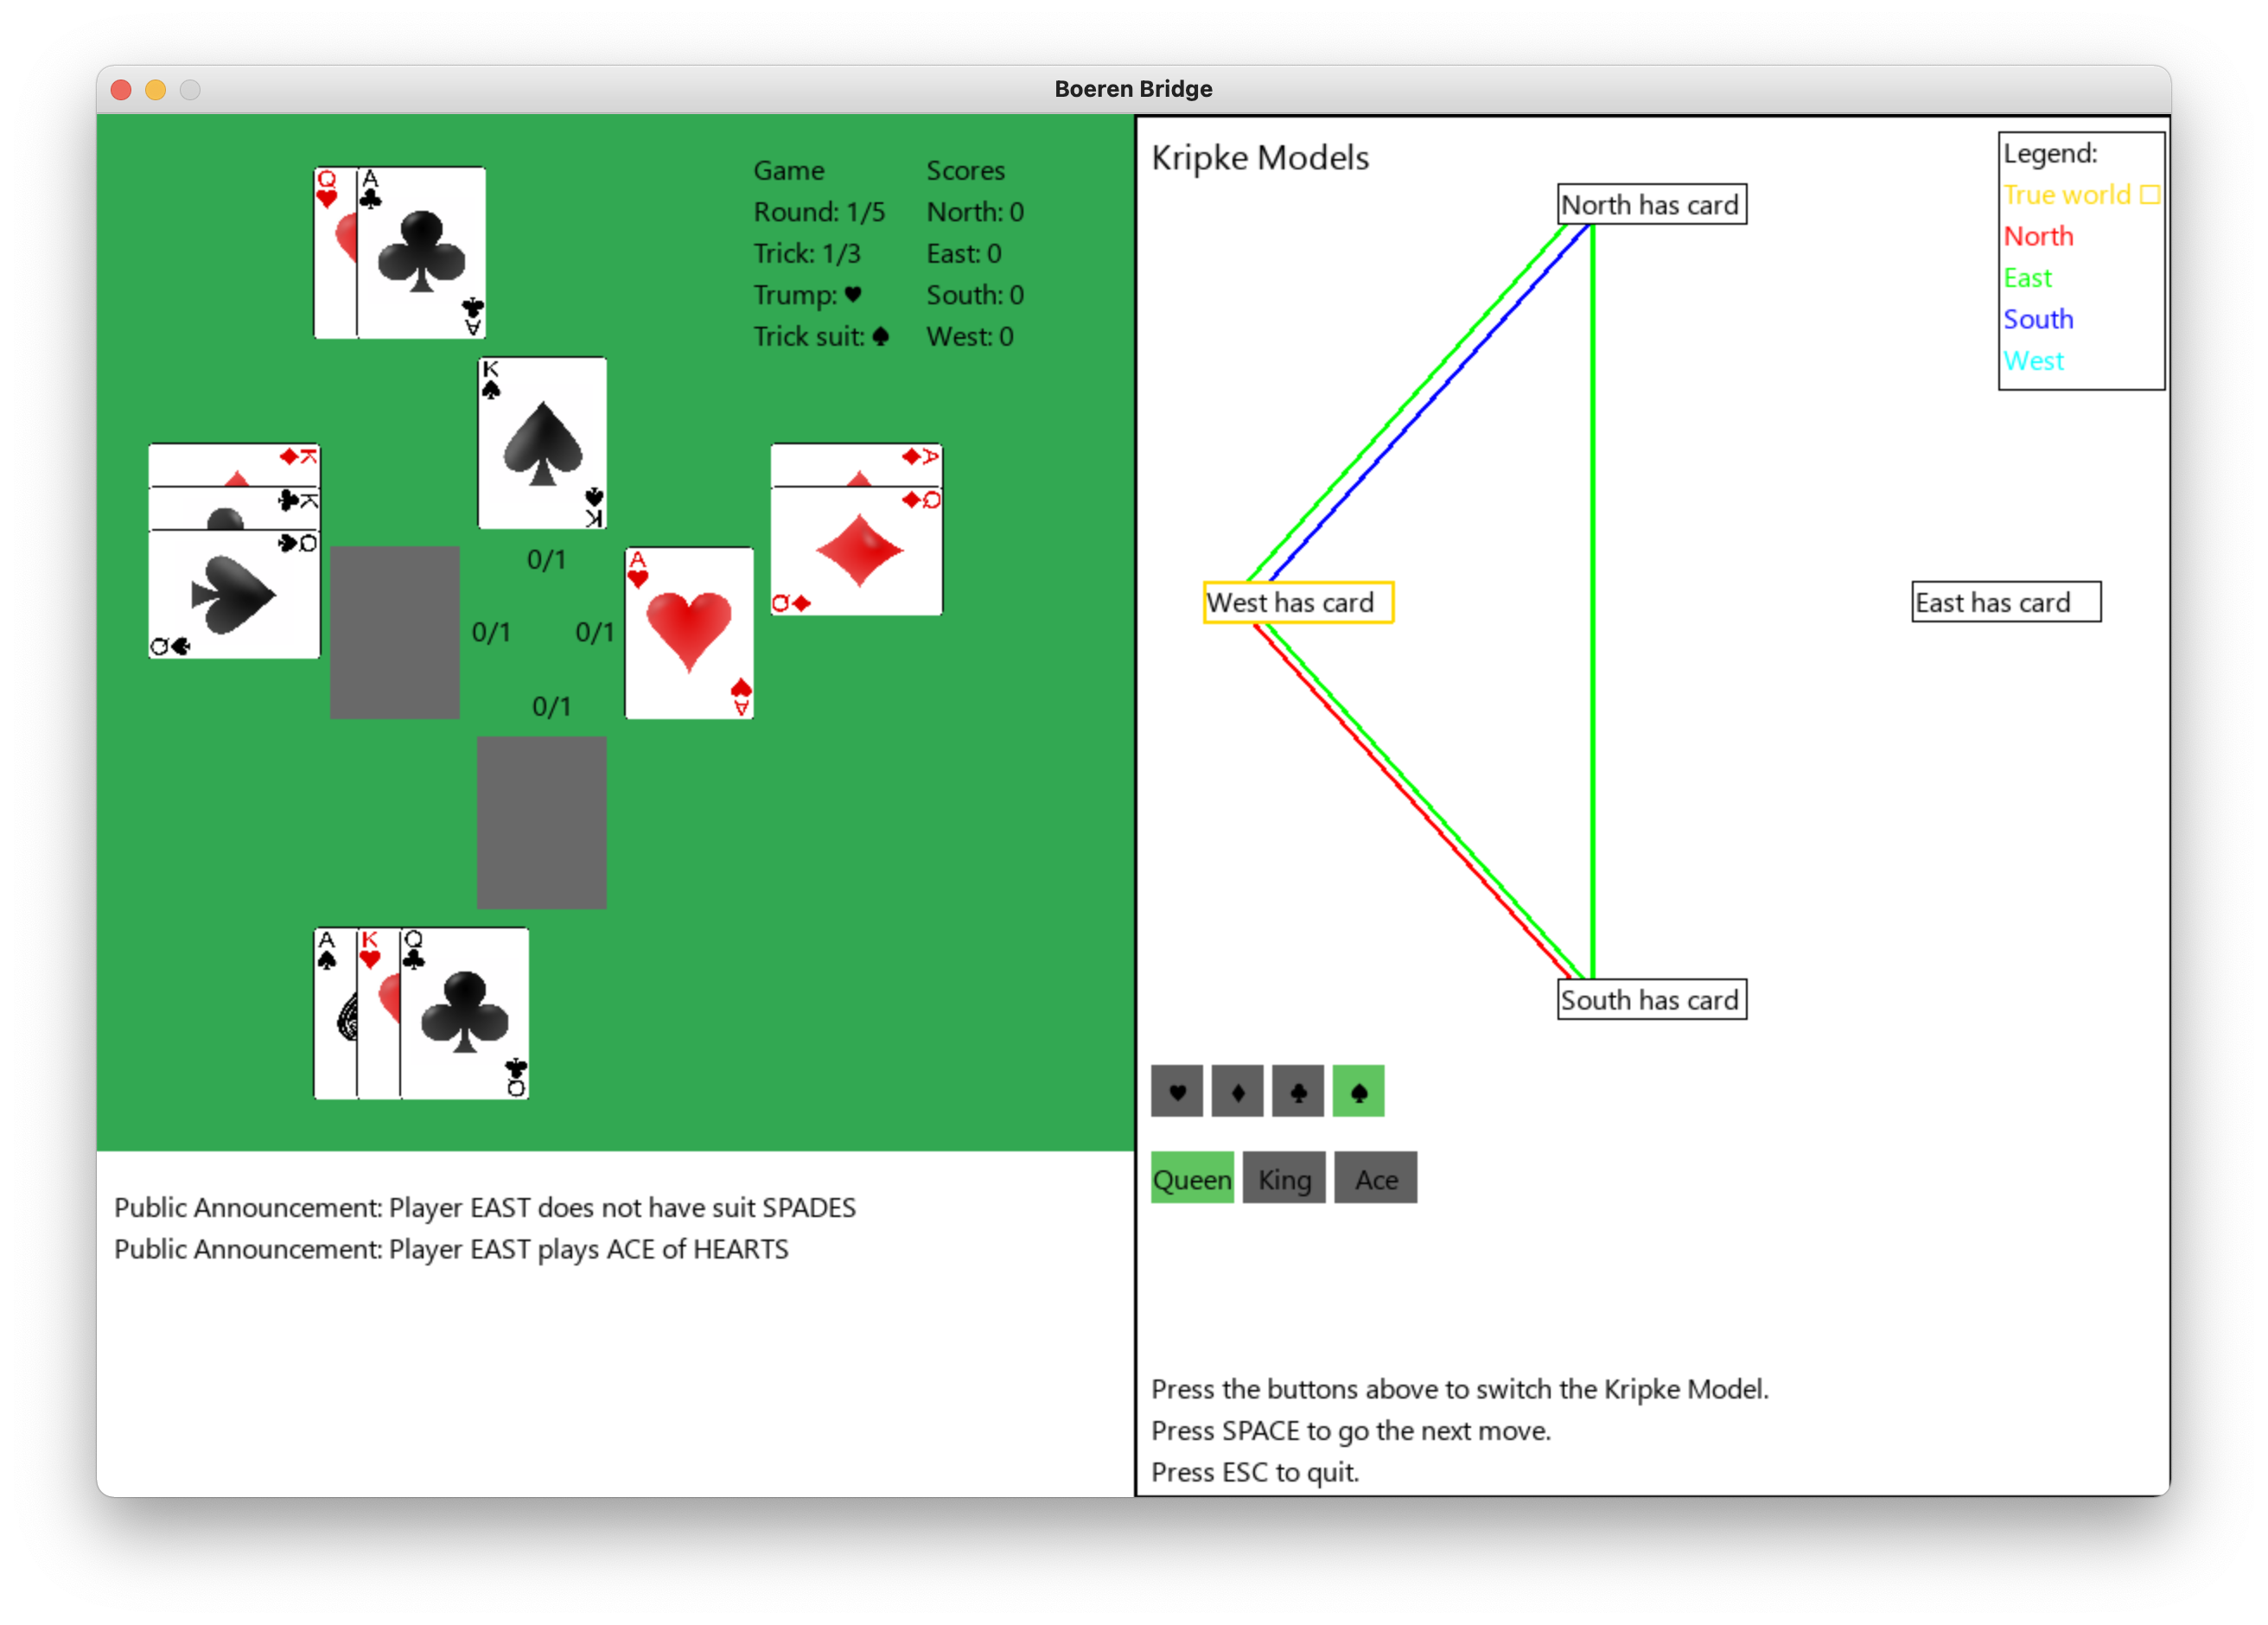 Boeren Bridge
Q
A
A
Game
Round: 1/5
Trick: 1/3
Trump: ♥
Trick suit: ♠
Scores
North: 0
East: 0
South: 0
West: 0
K
K
K
K
Q
Q
A
Q
Q
0/1
0/1
0/1
0/1
A
A
A
K
Q
Q
Public Announcement: Player EAST does not have suit SPADES
Public Announcement: Player EAST plays ACE of HEARTS
Kripke Models
Legend:
True world
North
East
South
West
North has card
West has card
East has card
South has card
♥ ♦ ♣ ♠
Queen King Ace
Press the buttons above to switch the Kripke Model.
Press SPACE to go the next move.
Press ESC to quit.